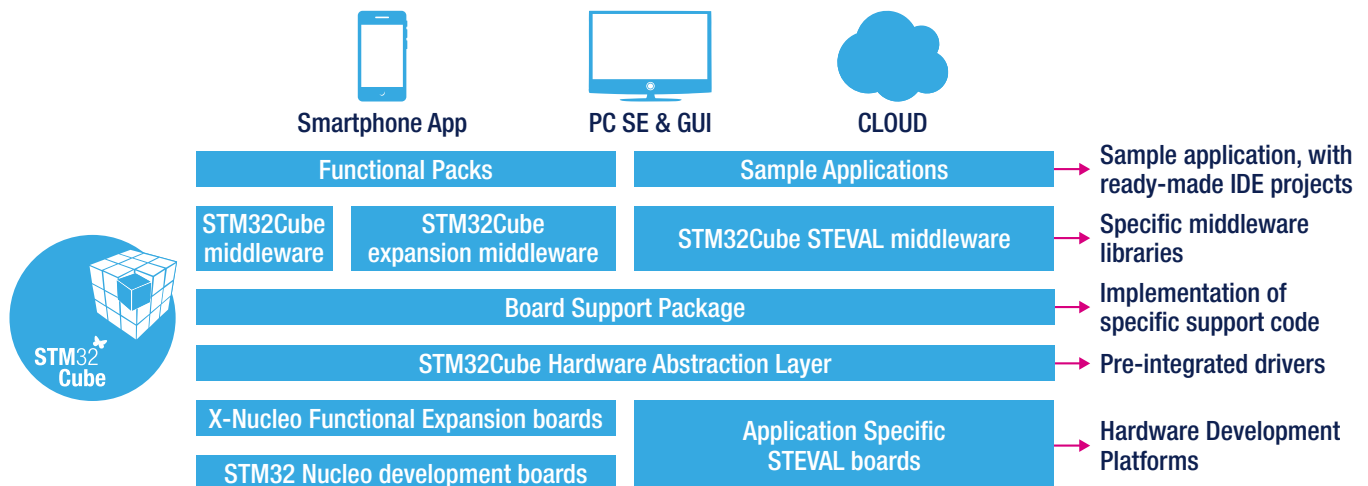 Smartphone App
PC SE & GUI
CLOUD
Functional Packs
Sample Applications
Sample application, with
ready-made IDE projects
STM32Cube
middleware
STM32Cube
expansion middleware
STM32Cube STEVAL middleware
Specific middleware
libraries
Board Support Package
Implementation of
specific support code
STM32
Cube
STM32Cube Hardware Abstraction Layer
Pre-integrated drivers
X-Nucleo Functional Expansion boards
STM32 Nucleo development boards
Application Specific
STEVAL boards
Hardware Development
Platforms